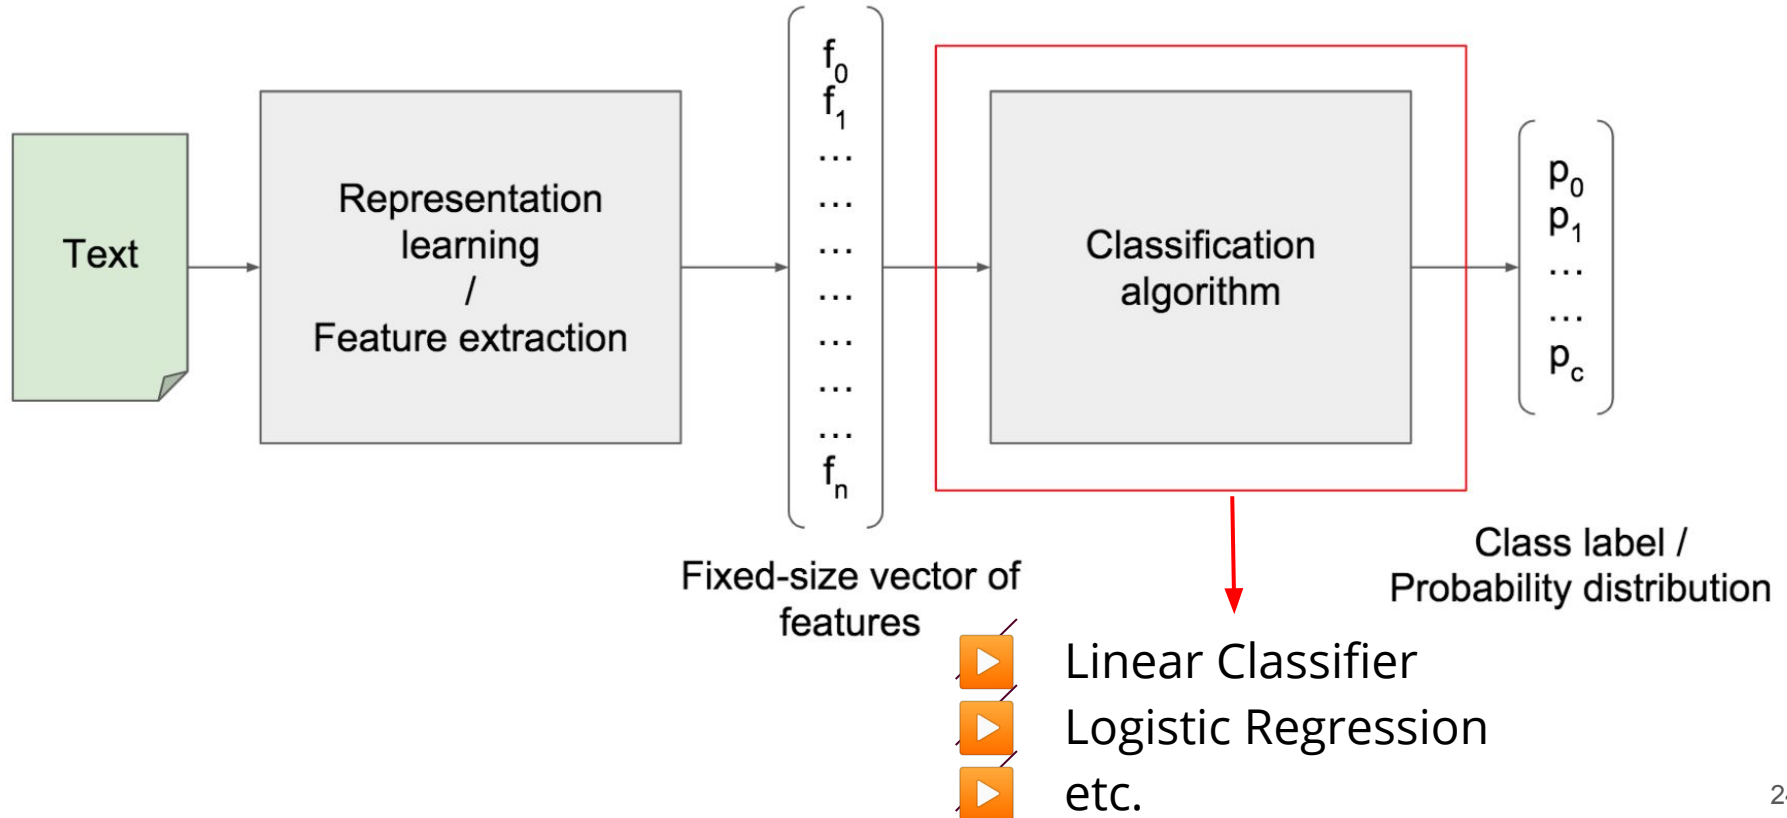 Text
Representation
learning
/
Feature extraction
f0
f1
...
...
...
...
...
...
...
fn
Fixed-size vector of
features
Classification
algorithm
p0
p1
...
...
pc
Class label /
Probability distribution
Linear Classifier
Logistic Regression
etc.